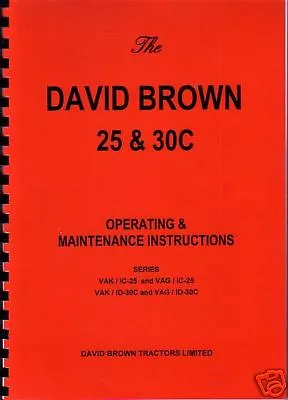 The
DAVID BROWN
25 & 30C
OPERATING &
MAINTENANCE INSTRUCTIONS
SERIES
VAK / IC-25 and VAG / IC-25
VAK / ID-30C and VAG / ID-30C
DAVID BROWN TRACTORS LIMITED